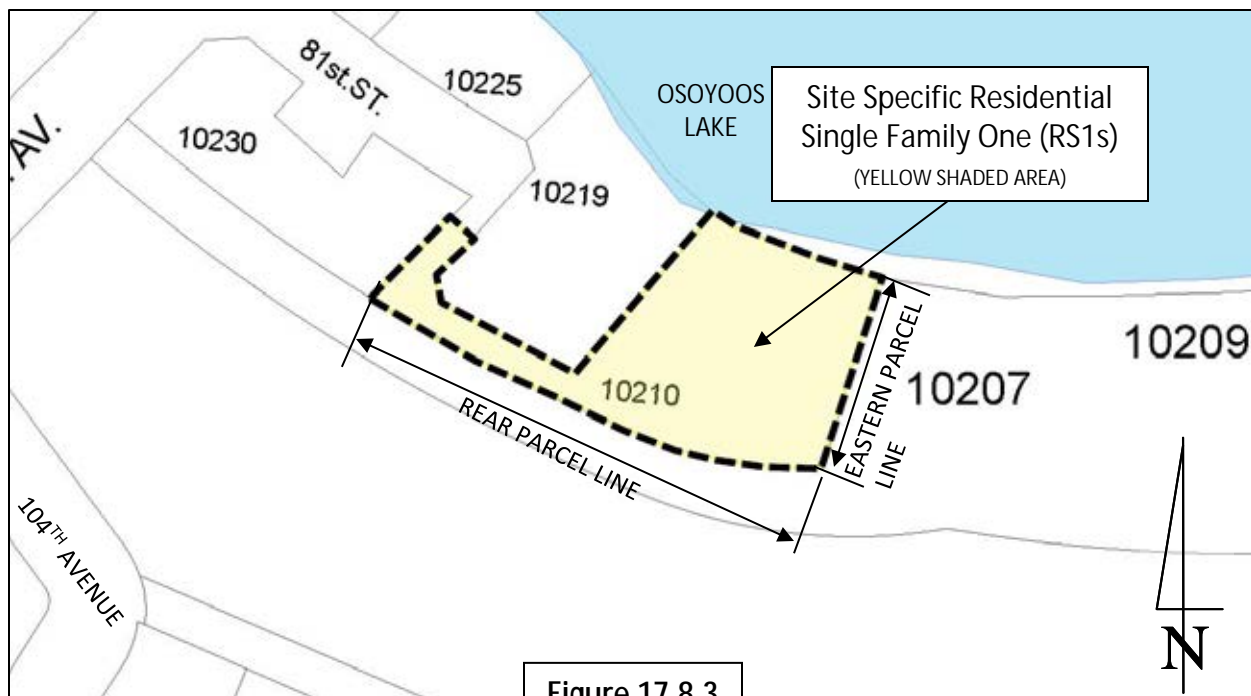 81st.ST.
10225
OSOYOOS
LAKE
Site Specific Residential
Single Family One (RS1s)
(YELLOW SHADED AREA)
AV.
10230
10219
10209
10207
10210
EASTERN PARCEL
LINE
REAR PARCEL LINE
104TH AVENUE
N
Figure 17.8.3